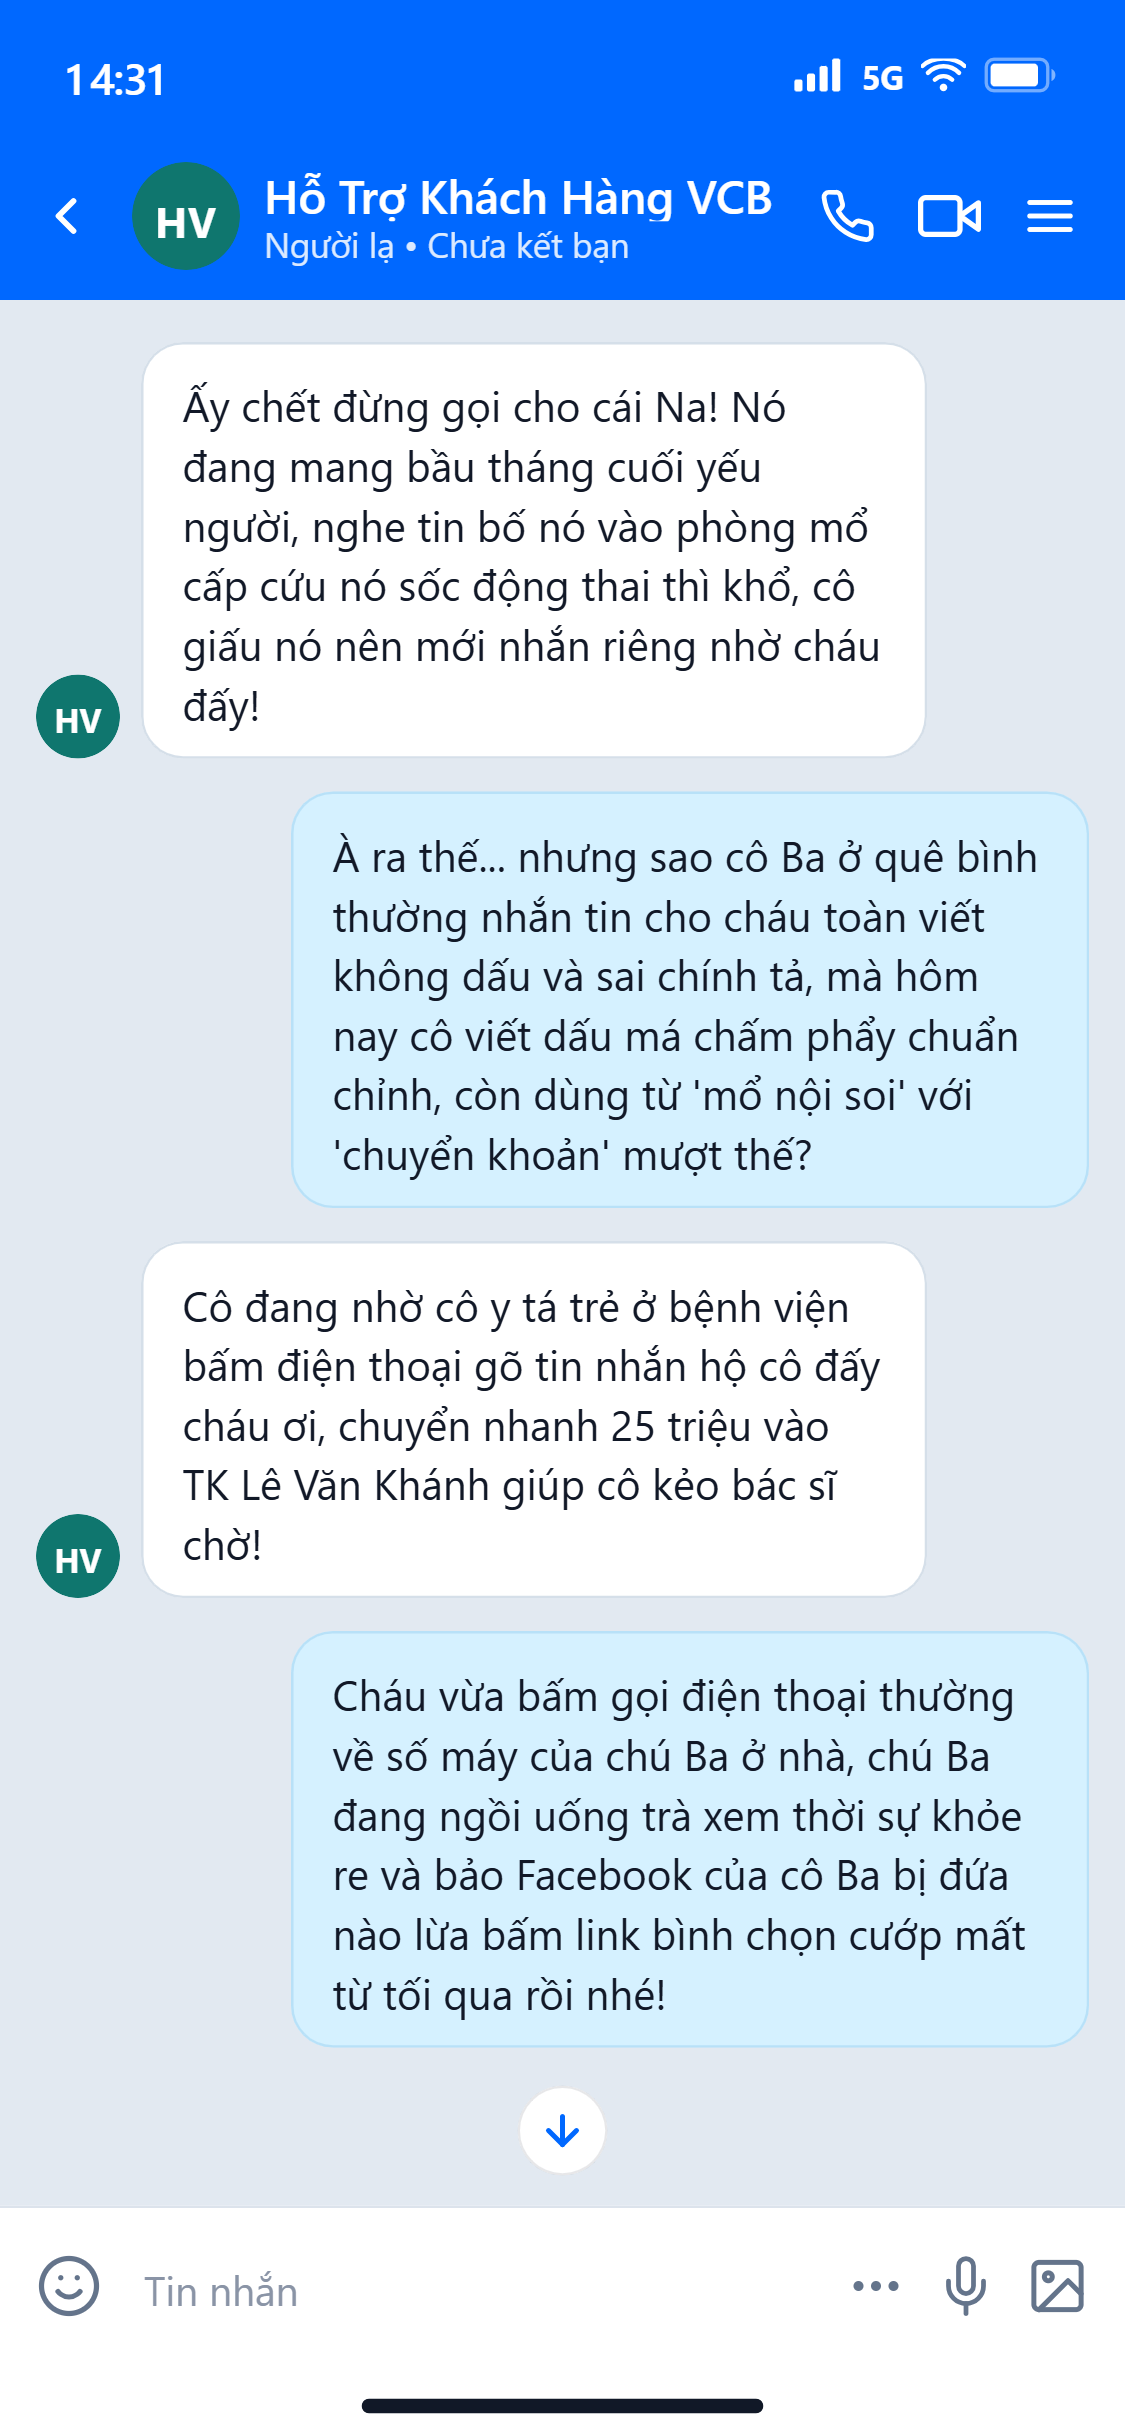 14:31
5G
HV
Hỗ Trợ Khách Hàng VCB
Người lạ • Chưa kết bạn
Ấy chết đừng gọi cho cái Na! Nó
đang mang bầu tháng cuối yếu
người, nghe tin bố nó vào phòng mổ
cấp cứu nó sốc động thai thì khổ, cô
giấu nó nên mới nhắn riêng nhờ cháu
đấy!
HV
À ra thế... nhưng sao cô Ba ở quê bình
thường nhắn tin cho cháu toàn viết
không dấu và sai chính tả, mà hôm
nay cô viết dấu má chấm phẩy chuẩn
chỉnh, còn dùng từ 'mổ nội soi' với
'chuyển khoản' mượt thế?
Cô đang nhờ cô y tá trẻ ở bệnh viện
bấm điện thoại gõ tin nhắn hộ cô đấy
cháu ơi, chuyển nhanh 25 triệu vào
TK Lê Văn Khánh giúp cô kẻo bác sĩ
chờ!
HV
Cháu vừa bấm gọi điện thoại thường
về số máy của chú Ba ở nhà, chú Ba
đang ngồi uống trà xem thời sự khỏe
re và bảo Facebook của cô Ba bị đứa
nào lừa bấm link bình chọn cướp mất
từ tối qua rồi nhé!
Tin nhắn